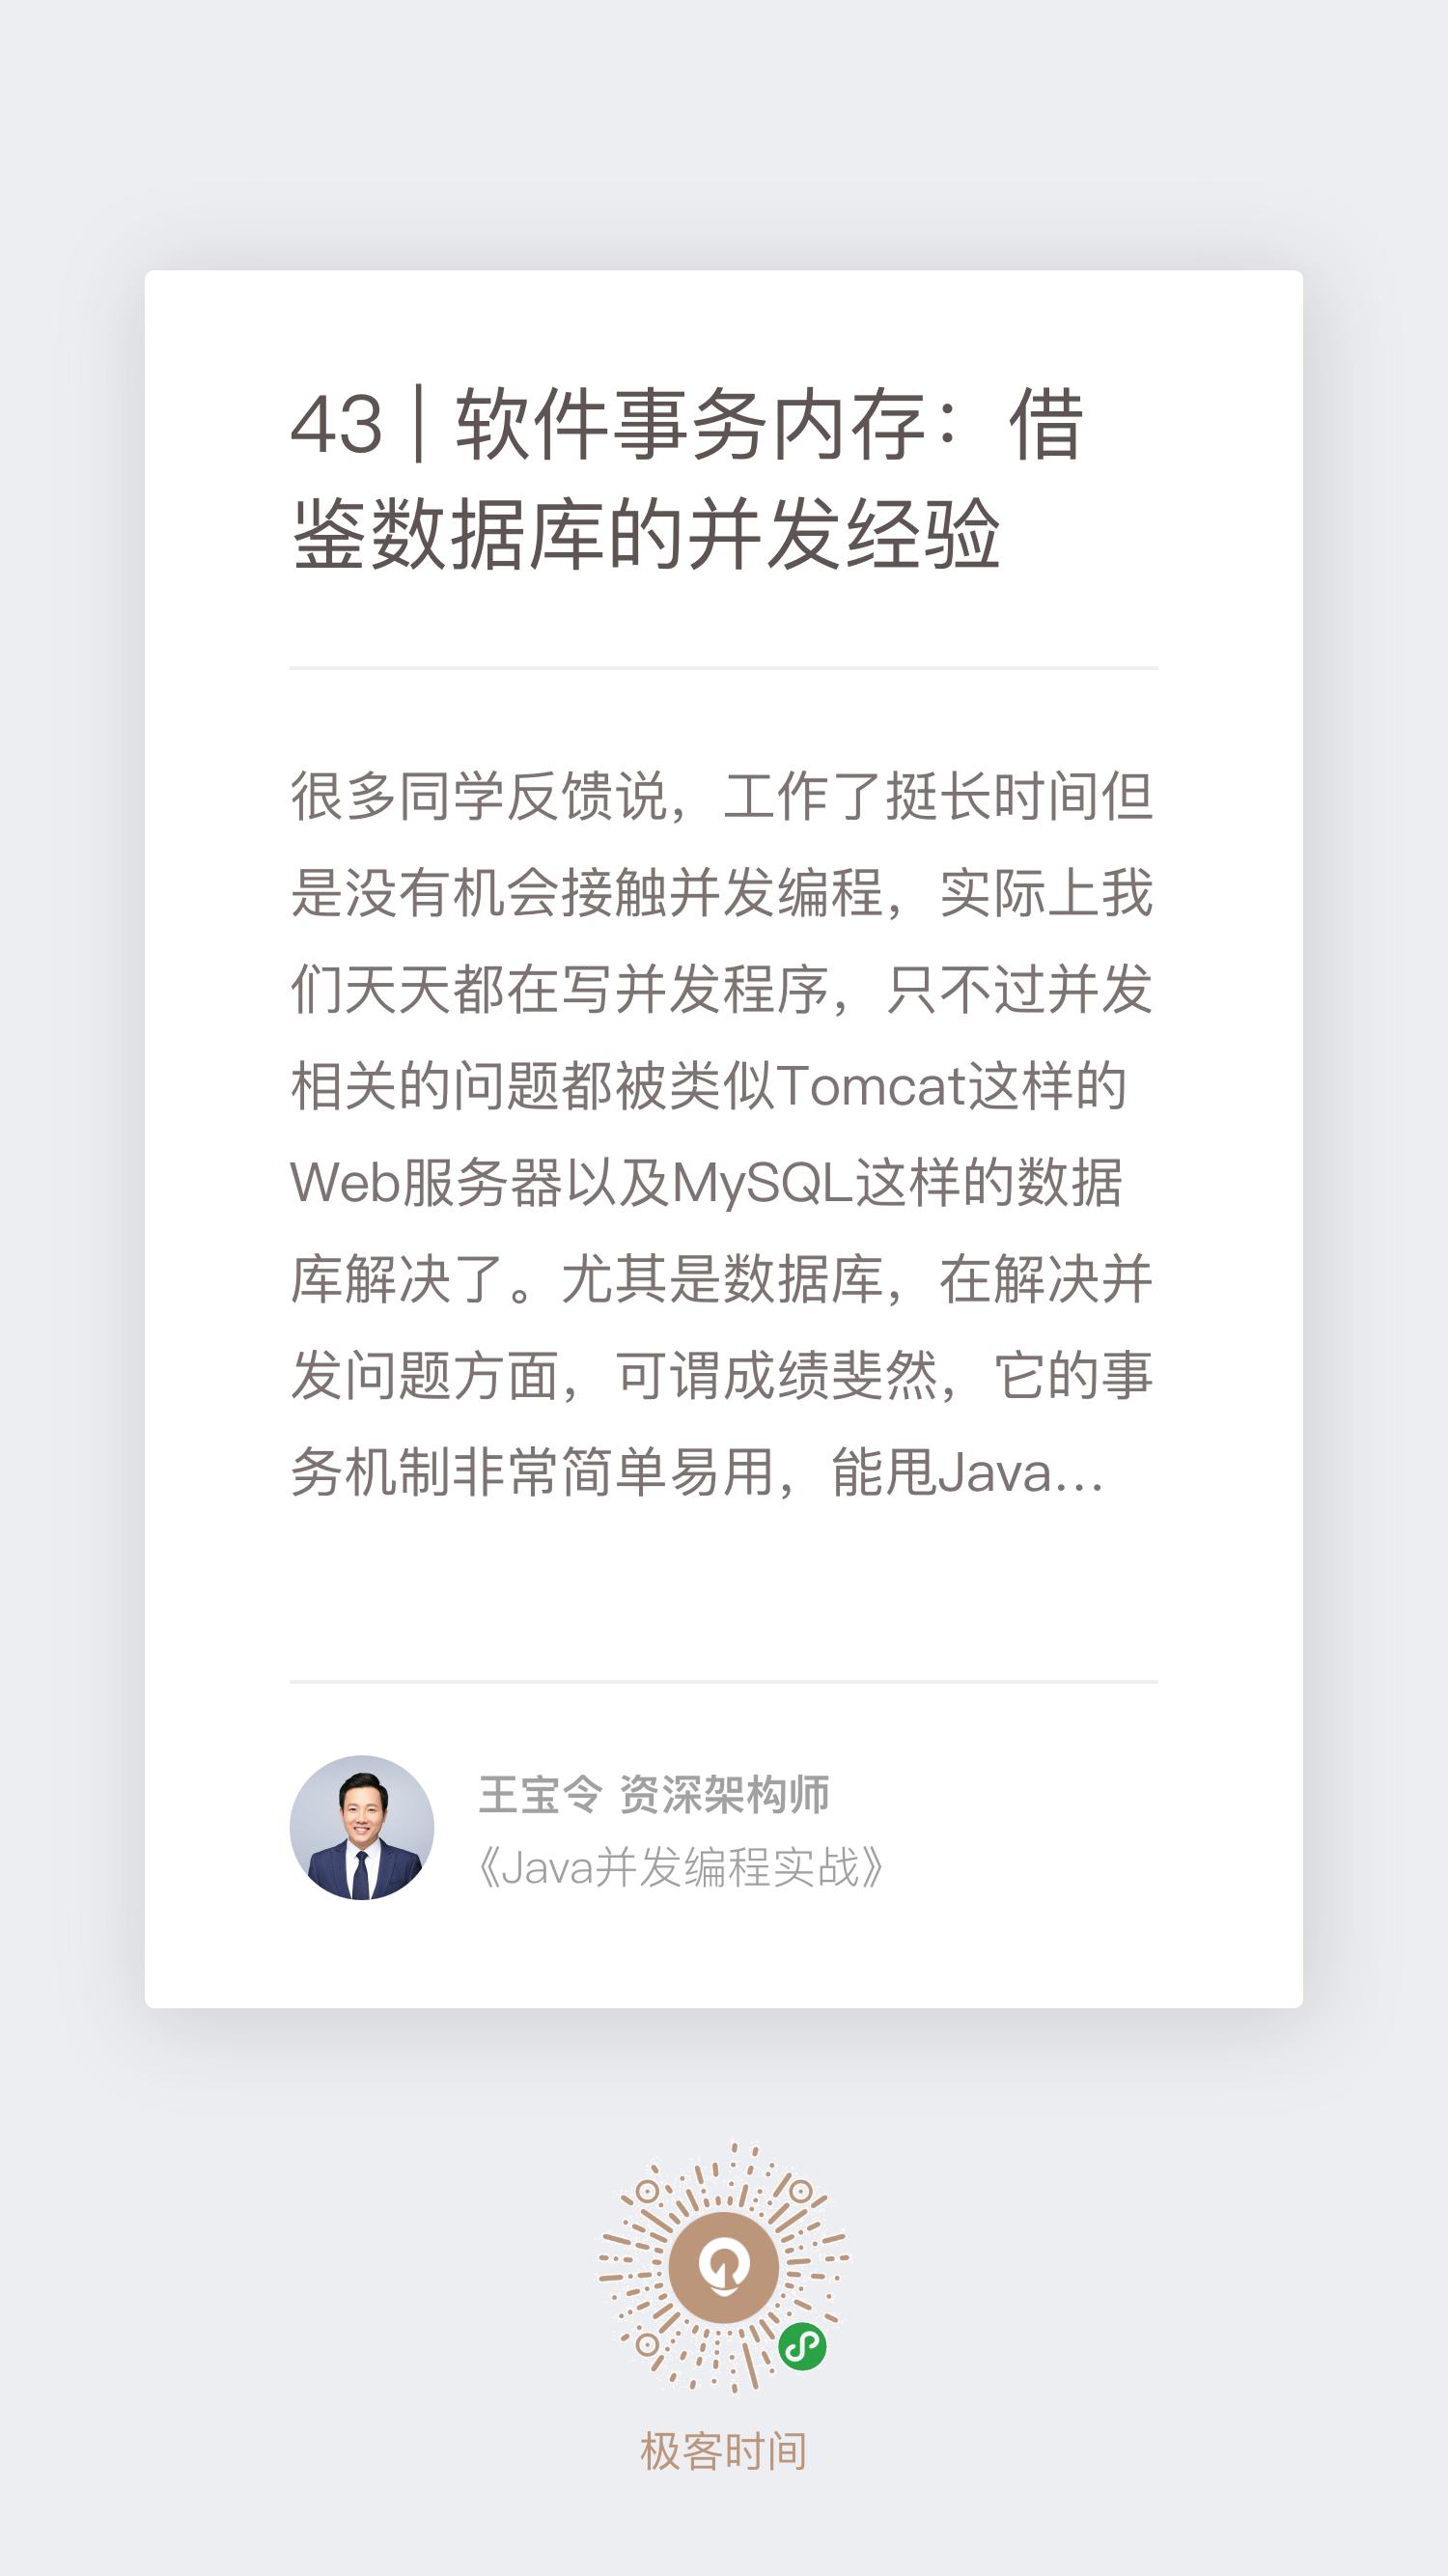 43 | 软件事务内存：借
鉴数据库的并发经验
很多同学反馈说，工作了挺长时间但
是没有机会接触并发编程，实际上我
们天天都在写并发程序，只不过并发
相关的问题都被类似Tomcat这样的
Web服务器以及MySQL这样的数据
库解决了。尤其是数据库，在解决并
发问题方面，可谓成绩斐然，它的事
务机制非常简单易用，能甩Java...
王宝令 资深架构师
《Java并发编程实战》
极客时间